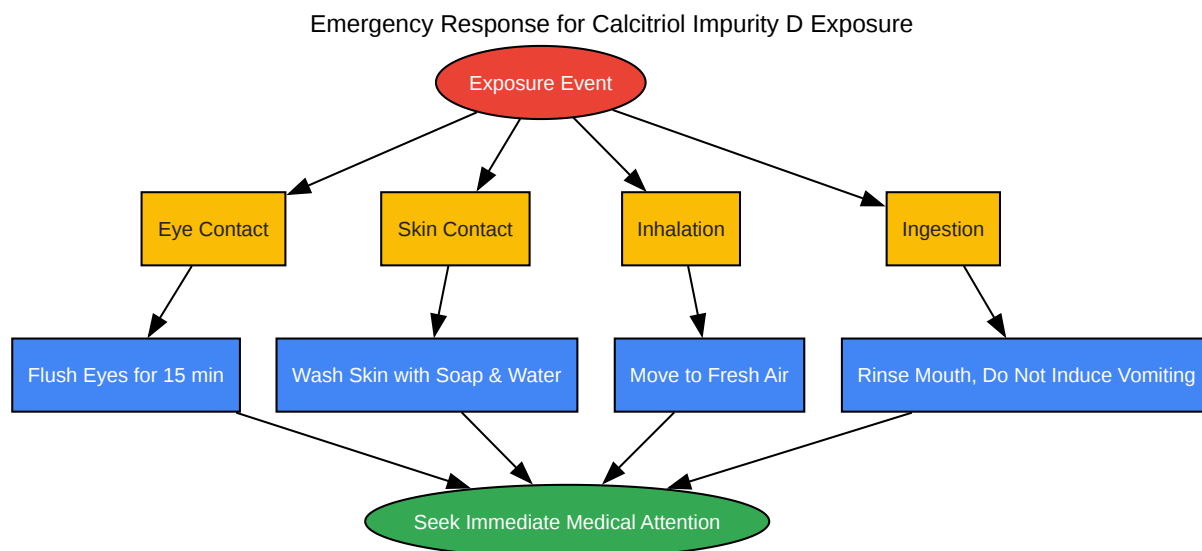 Emergency Response for Calcitriol Impurity D Exposure
Exposure Event
Eye Contact
Skin Contact
Inhalation
Ingestion
Flush Eyes for 15 min
Wash Skin with Soap & Water
Move to Fresh Air
Rinse Mouth, Do Not Induce Vomiting
Seek Immediate Medical Attention